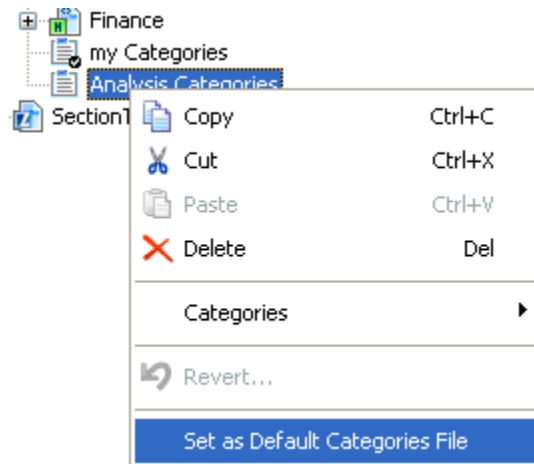 Finance
my Categories
Analysis Categories
Copy Ctrl+C
Cut Ctrl+X
Paste Ctrl+V
Delete Del
Categories
Revert...
Set as Default Categories File